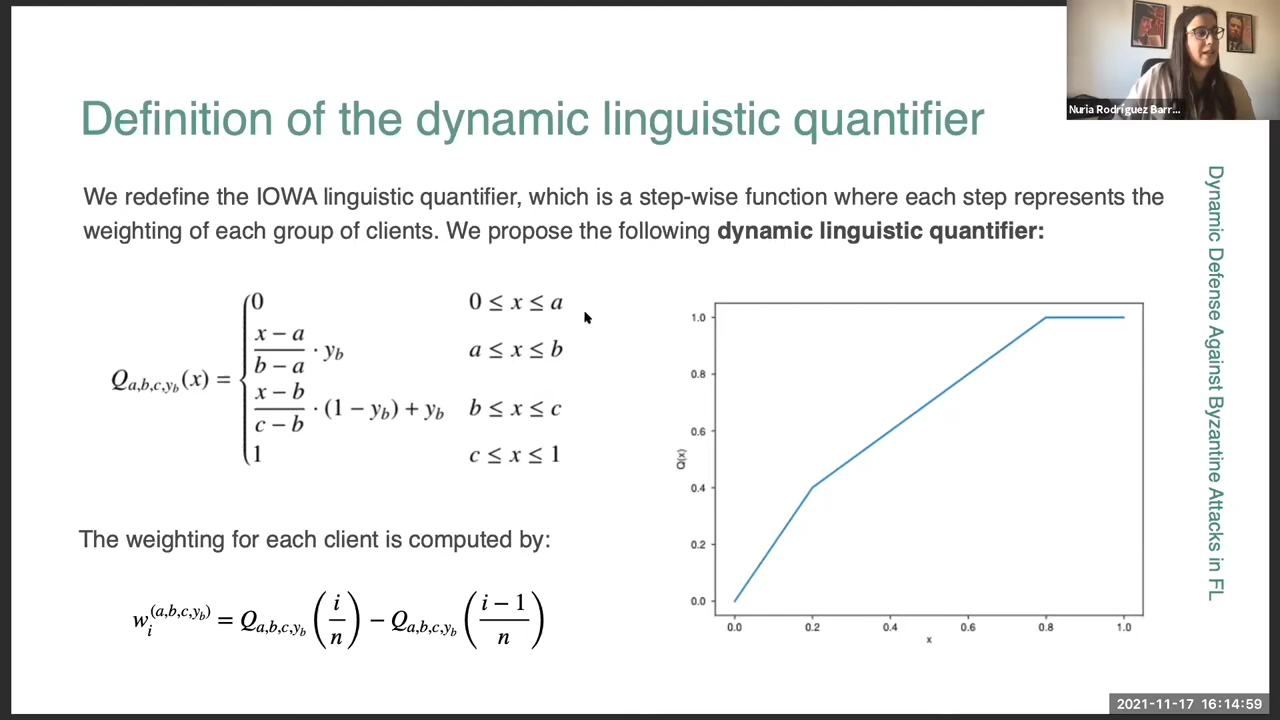 Definition of the dynamic linguistic quantifier
We redefine the IOWA linguistic quantifier, which is a step-wise function where each step represents the
weighting of each group of clients. We propose the following dynamic linguistic quantifier:
Q_{a,b,c,y_b}(x) = { 0    0 ≤ x ≤ a
(x − a)/(b − a) · y_b    a ≤ x ≤ b
(x − b)/(c − b) · (1 − y_b) + y_b    b ≤ x ≤ c
1    c ≤ x ≤ 1
The weighting for each client is computed by:
w_i^{(a,b,c,y_b)} = Q_{a,b,c,y_b}(i/n) − Q_{a,b,c,y_b}((i − 1)/n)
1.0
0.8
0.6
0.4
0.2
0.0
Q(x)
0.0 0.2 0.4 0.6 0.8 1.0
x
Dynamic Defense Against Byzantine Attacks in FL
Nuria Rodríguez Barr...
2021-11-17 16:14:59